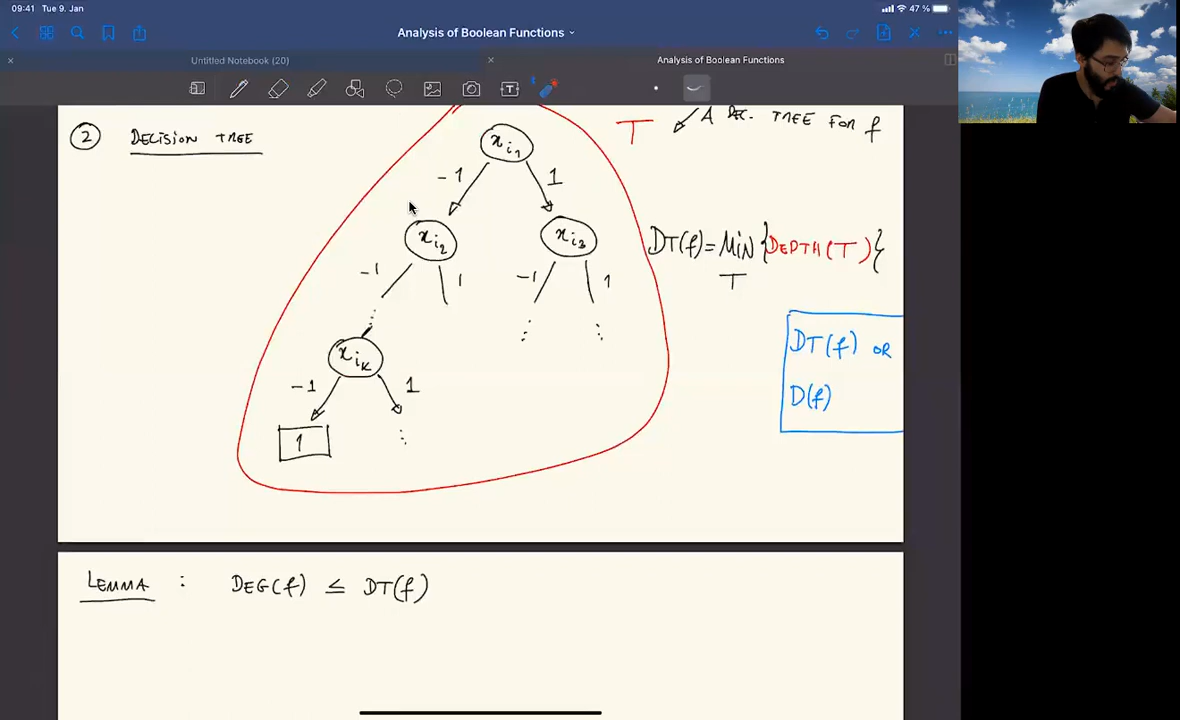 09:41 Tue 9. Jan
47 %
Analysis of Boolean Functions
Untitled Notebook (20)
Analysis of Boolean Functions
② DECISION TREE
T
A DEC. TREE FOR f
x_{i_1}
-1 1
x_{i_2} x_{i_3}
-1 1 -1 1
DT(f) = MIN_T {DEPTH(T)}
x_{i_k}
-1 1
1
DT(f) OR
D(f)
LEMMA : DEG(f) ≤ DT(f)